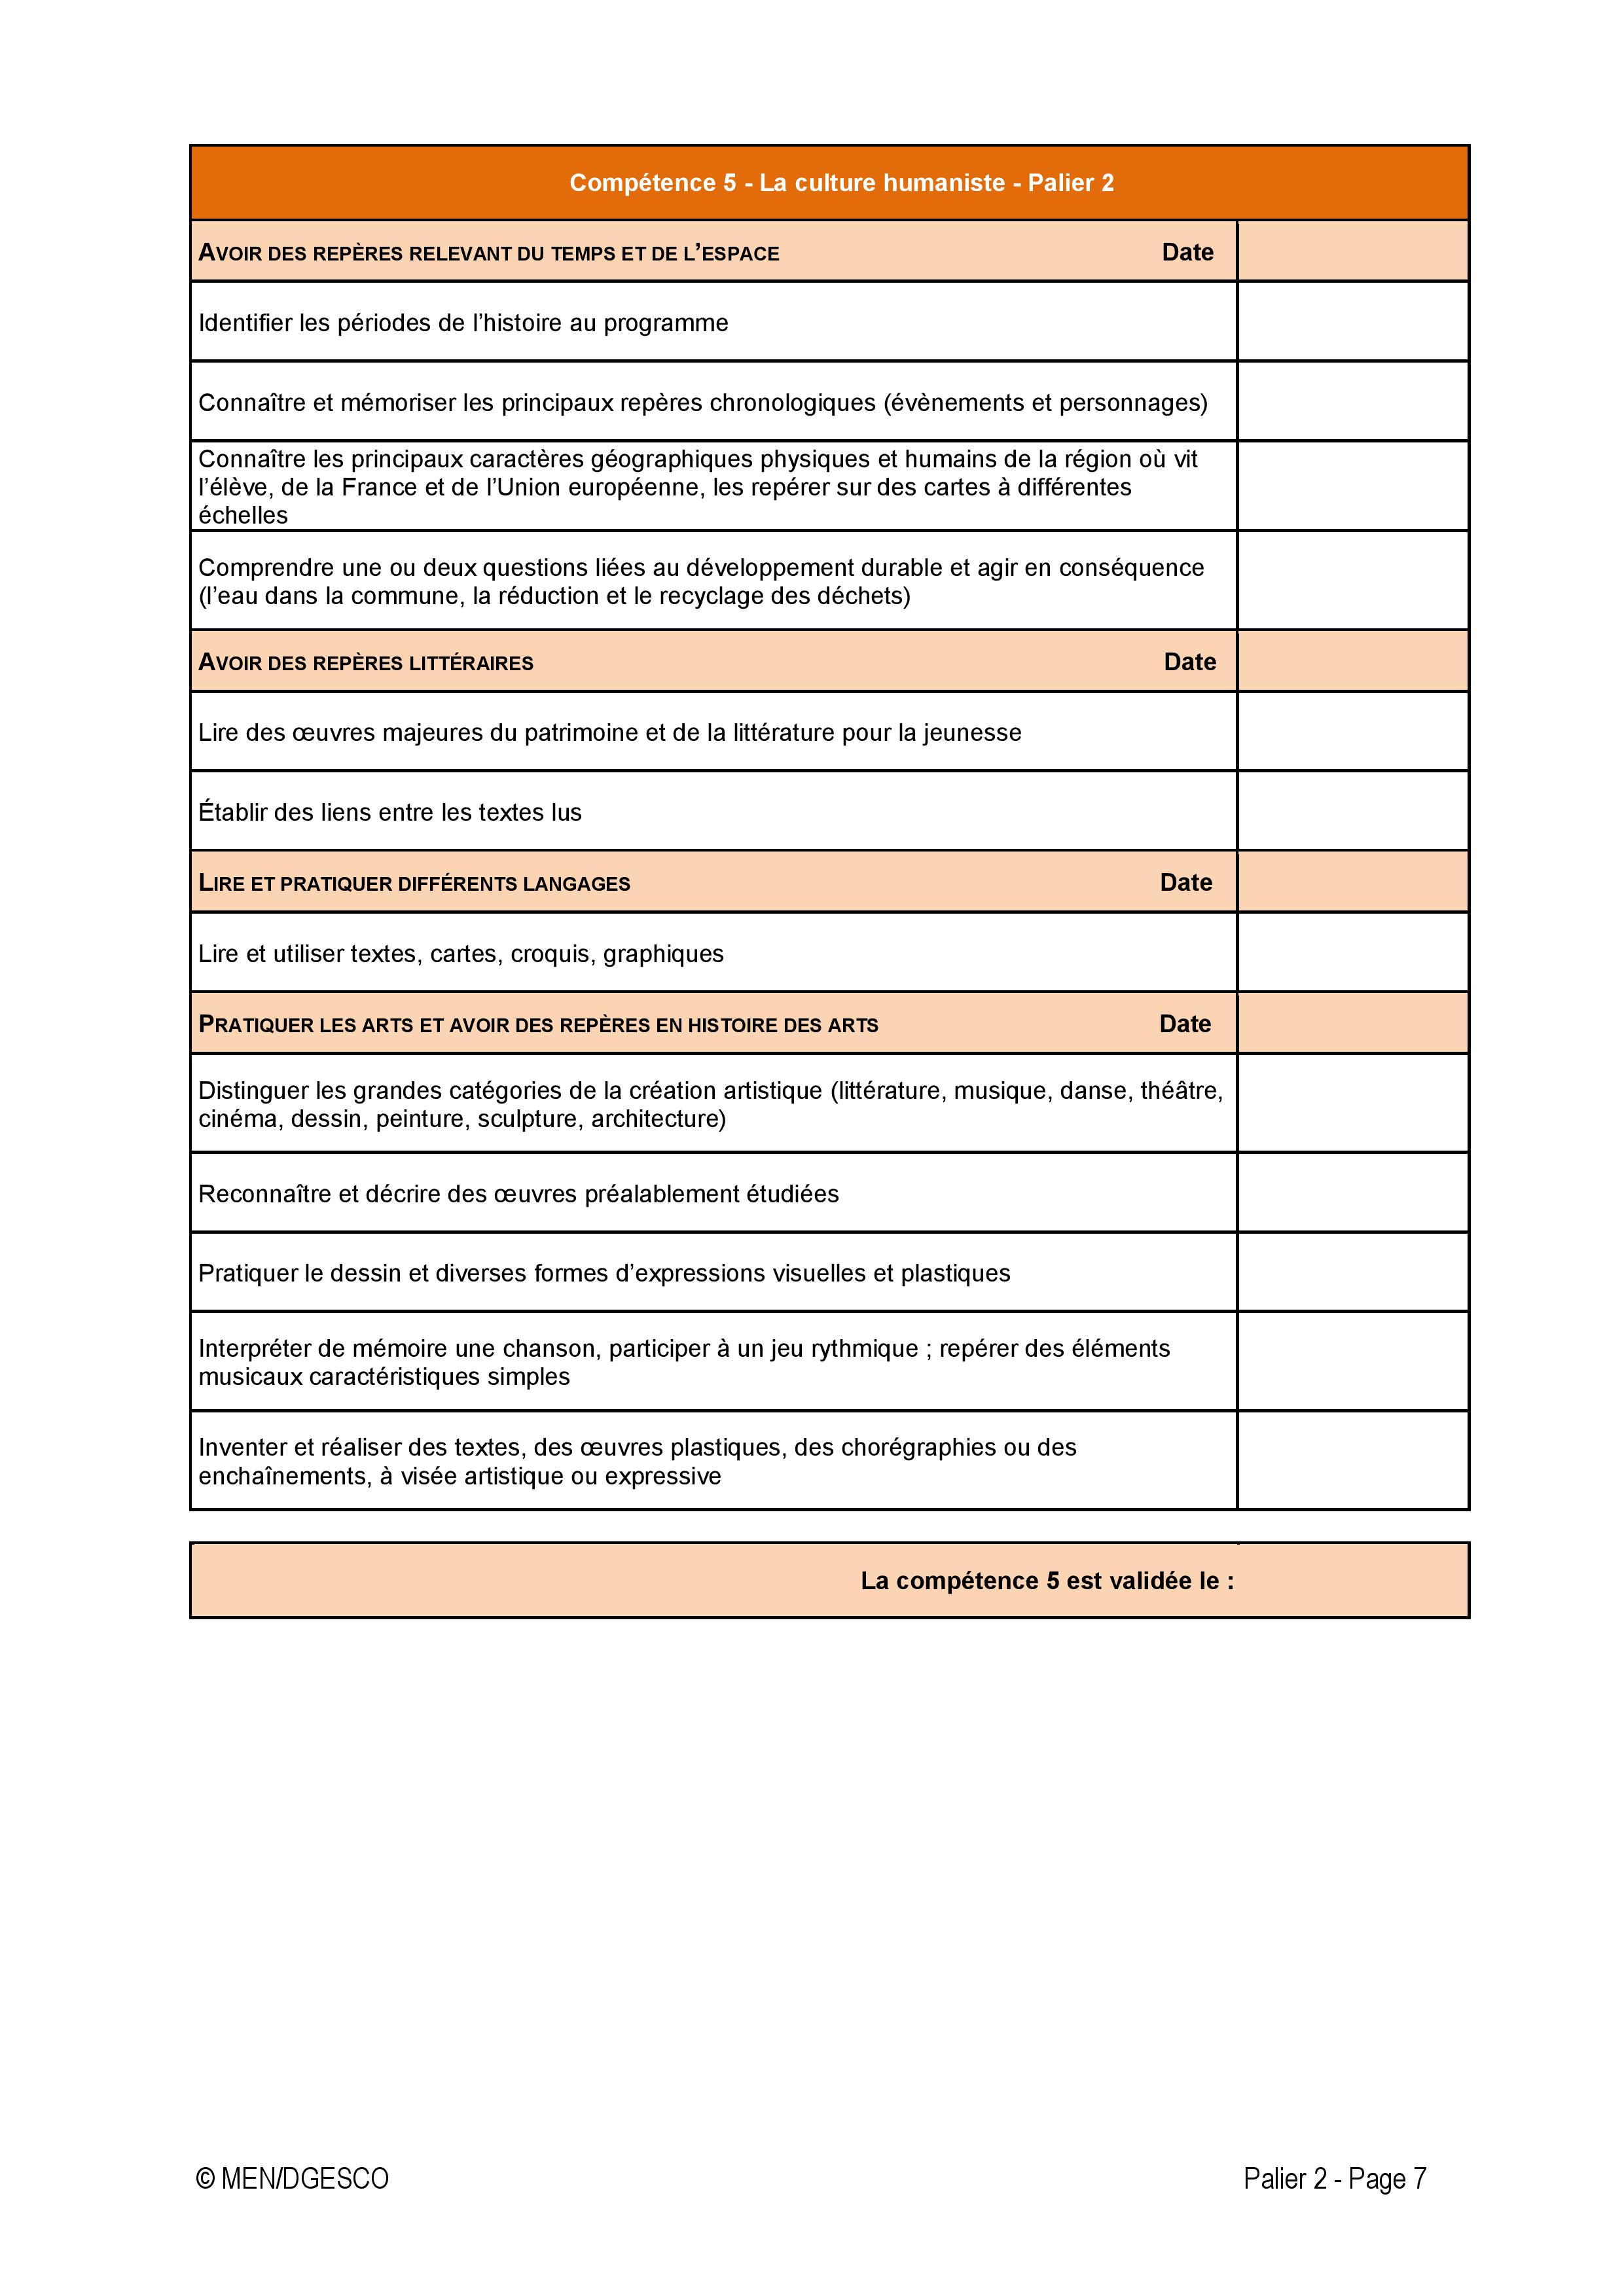 Compétence 5 - La culture humaniste - Palier 2
AVOIR DES REPÈRES RELEVANT DU TEMPS ET DE L’ESPACE Date
Identifier les périodes de l’histoire au programme
Connaître et mémoriser les principaux repères chronologiques (évènements et personnages)
Connaître les principaux caractères géographiques physiques et humains de la région où vit
l’élève, de la France et de l’Union européenne, les repérer sur des cartes à différentes
échelles
Comprendre une ou deux questions liées au développement durable et agir en conséquence
(l’eau dans la commune, la réduction et le recyclage des déchets)
AVOIR DES REPÈRES LITTÉRAIRES Date
Lire des œuvres majeures du patrimoine et de la littérature pour la jeunesse
Établir des liens entre les textes lus
LIRE ET PRATIQUER DIFFÉRENTS LANGAGES Date
Lire et utiliser textes, cartes, croquis, graphiques
PRATIQUER LES ARTS ET AVOIR DES REPÈRES EN HISTOIRE DES ARTS Date
Distinguer les grandes catégories de la création artistique (littérature, musique, danse, théâtre,
cinéma, dessin, peinture, sculpture, architecture)
Reconnaître et décrire des œuvres préalablement étudiées
Pratiquer le dessin et diverses formes d’expressions visuelles et plastiques
Interpréter de mémoire une chanson, participer à un jeu rythmique ; repérer des éléments
musicaux caractéristiques simples
Inventer et réaliser des textes, des œuvres plastiques, des chorégraphies ou des
enchaînements, à visée artistique ou expressive
La compétence 5 est validée le :
© MEN/DGESCO Palier 2 - Page 7